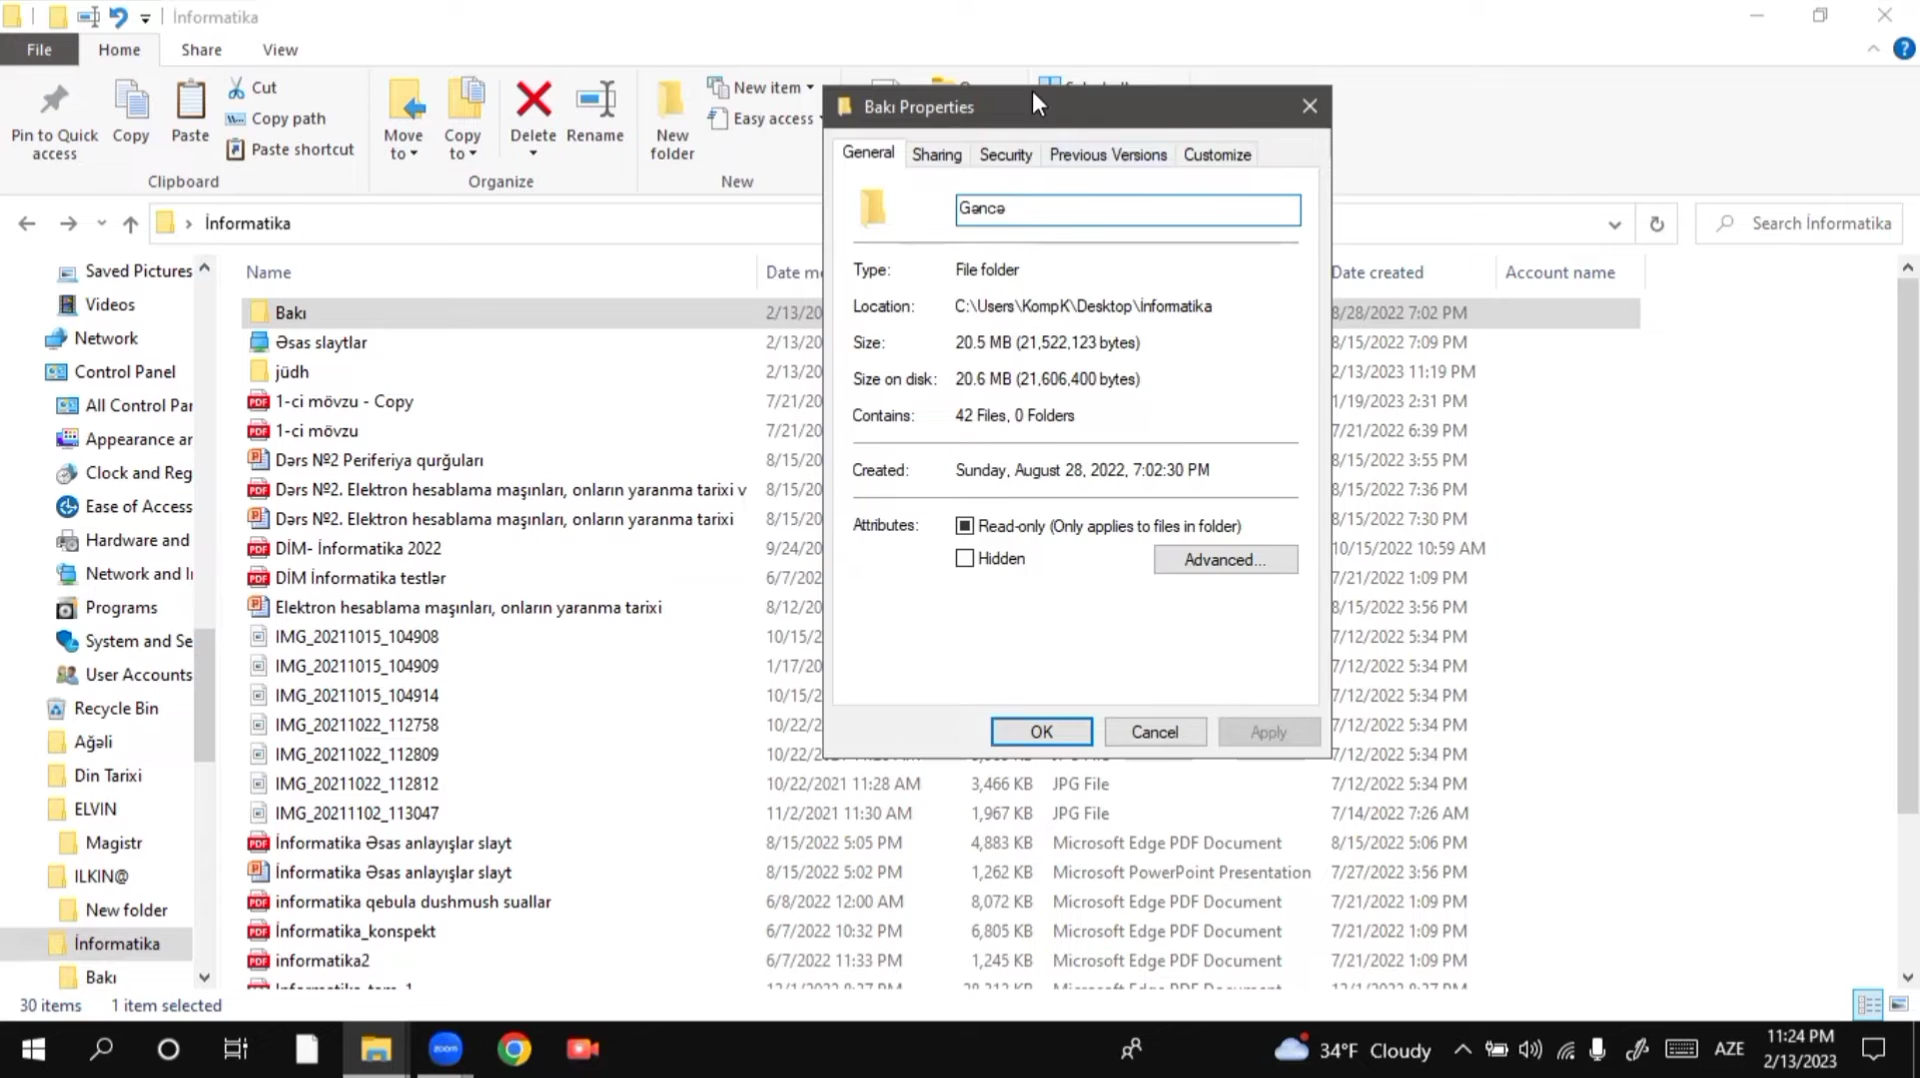 İnformatika
File Home Share View
Pin to Quick access
Copy
Paste
Cut
Copy path
Paste shortcut
Clipboard
Move to
Copy to
Delete
Rename
Organize
New folder
New item
Easy access
New
Bakı Properties
General Sharing Security Previous Versions Customize
Gəncə
Type: File folder
Location: C:\Users\KompK\Desktop\İnformatika
Size: 20.5 MB (21,522,123 bytes)
Size on disk: 20.6 MB (21,606,400 bytes)
Contains: 42 Files, 0 Folders
Created: Sunday, August 28, 2022, 7:02:30 PM
Attributes: Read-only (Only applies to files in folder)
Hidden Advanced...
OK Cancel Apply
İnformatika
Search İnformatika
Saved Pictures
Videos
Network
Control Panel
All Control Par
Appearance ar
Clock and Reg
Ease of Access
Hardware and
Network and Ir
Programs
System and Se
User Accounts
Recycle Bin
Ağəli
Din Tarixi
ELVIN
Magistr
ILKIN@
New folder
İnformatika
Bakı
Name Date mo Date created Account name
Bakı 2/13/20 8/28/2022 7:02 PM
Əsas slaytlar 2/13/20 8/15/2022 7:09 PM
jüdh 2/13/20 2/13/2023 11:19 PM
1-ci mövzu - Copy 7/21/20 1/19/2023 2:31 PM
1-ci mövzu 7/21/20 7/21/2022 6:39 PM
Dərs №2 Periferiya qurğuları 8/15/20 8/15/2022 3:55 PM
Dərs №2. Elektron hesablama maşınları, onların yaranma tarixi v 8/15/20 8/15/2022 7:36 PM
Dərs №2. Elektron hesablama maşınları, onların yaranma tarixi 8/15/20 8/15/2022 7:30 PM
DİM- İnformatika 2022 9/24/20 10/15/2022 10:59 AM
DİM İnformatika testlər 6/7/202 7/21/2022 1:09 PM
Elektron hesablama maşınları, onların yaranma tarixi 8/12/20 8/15/2022 3:56 PM
IMG_20211015_104908 10/15/2 7/12/2022 5:34 PM
IMG_20211015_104909 1/17/20 7/12/2022 5:34 PM
IMG_20211015_104914 10/15/2 7/12/2022 5:34 PM
IMG_20211022_112758 10/22/2 7/12/2022 5:34 PM
IMG_20211022_112809 10/22/2 7/12/2022 5:34 PM
IMG_20211022_112812 10/22/2021 11:28 AM 3,466 KB JPG File 7/12/2022 5:34 PM
IMG_20211102_113047 11/2/2021 11:30 AM 1,967 KB JPG File 7/14/2022 7:26 AM
İnformatika Əsas anlayışlar slayt 8/15/2022 5:05 PM 4,883 KB Microsoft Edge PDF Document 8/15/2022 5:06 PM
İnformatika Əsas anlayışlar slayt 8/15/2022 5:02 PM 1,262 KB Microsoft PowerPoint Presentation 7/27/2022 3:56 PM
informatika qebula dushmush suallar 6/8/2022 12:00 AM 8,072 KB Microsoft Edge PDF Document 7/21/2022 1:09 PM
İnformatika_konspekt 6/7/2022 10:32 PM 6,805 KB Microsoft Edge PDF Document 7/21/2022 1:09 PM
informatika2 6/7/2022 11:33 PM 1,245 KB Microsoft Edge PDF Document 7/21/2022 1:09 PM
30 items 1 item selected
zoom
34°F Cloudy
AZE
11:24 PM
2/13/2023